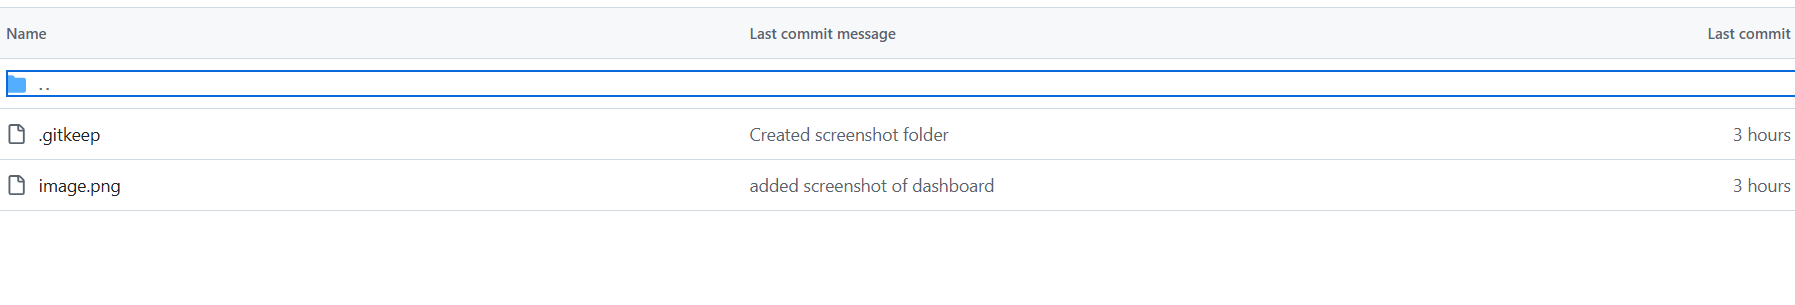 Name Last commit message Last commit
..
.gitkeep Created screenshot folder 3 hours
image.png added screenshot of dashboard 3 hours